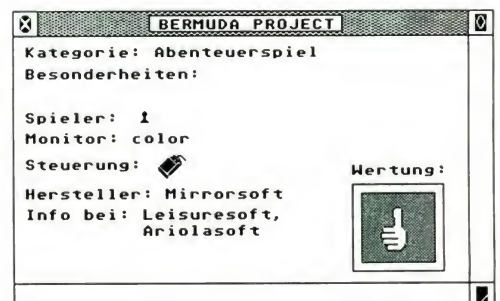 BERMUDA PROJECT
Kategorie: Abenteuerspiel
Besonderheiten:
Spieler: 1
Monitor: color
Steuerung:
Wertung:
Hersteller: Mirrorsoft
Info bei: Leisuresoft,
Ariolasoft